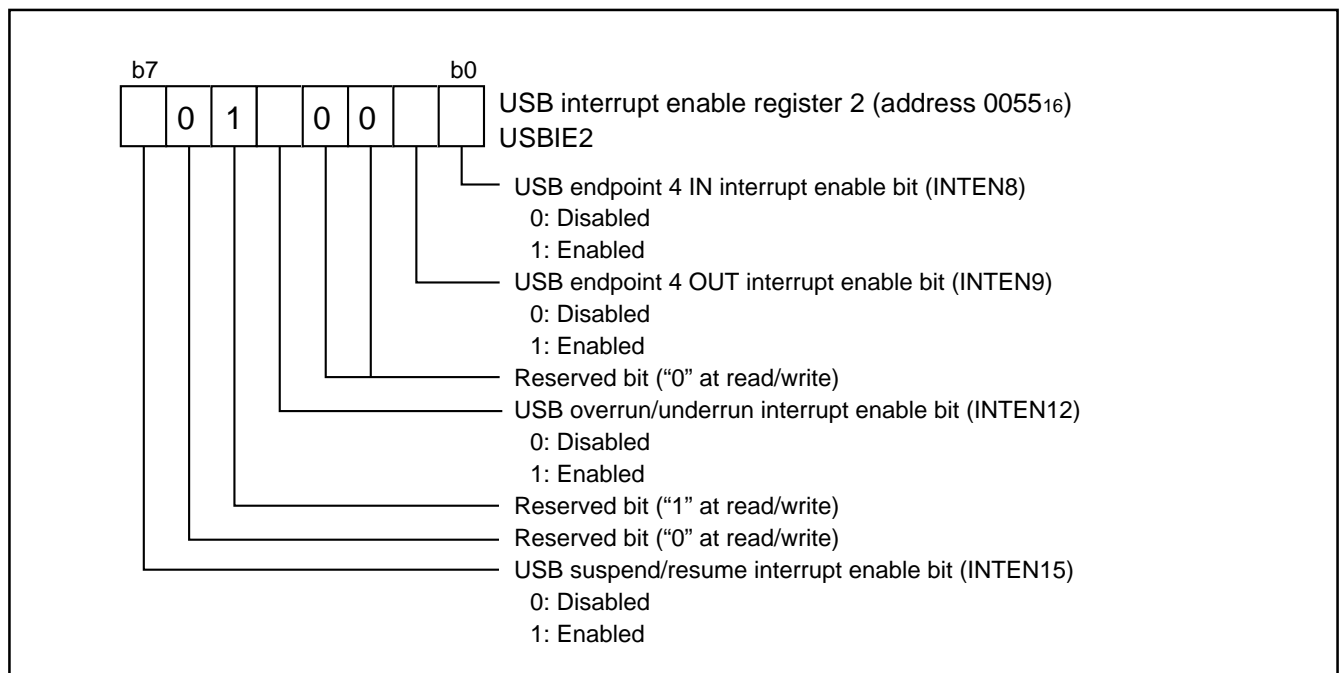 b7 b0
0 1 0 0
USB interrupt enable register 2 (address 005516)
USBIE2
USB endpoint 4 IN interrupt enable bit (INTEN8)
0: Disabled
1: Enabled
USB endpoint 4 OUT interrupt enable bit (INTEN9)
0: Disabled
1: Enabled
Reserved bit (“0” at read/write)
USB overrun/underrun interrupt enable bit (INTEN12)
0: Disabled
1: Enabled
Reserved bit (“1” at read/write)
Reserved bit (“0” at read/write)
USB suspend/resume interrupt enable bit (INTEN15)
0: Disabled
1: Enabled